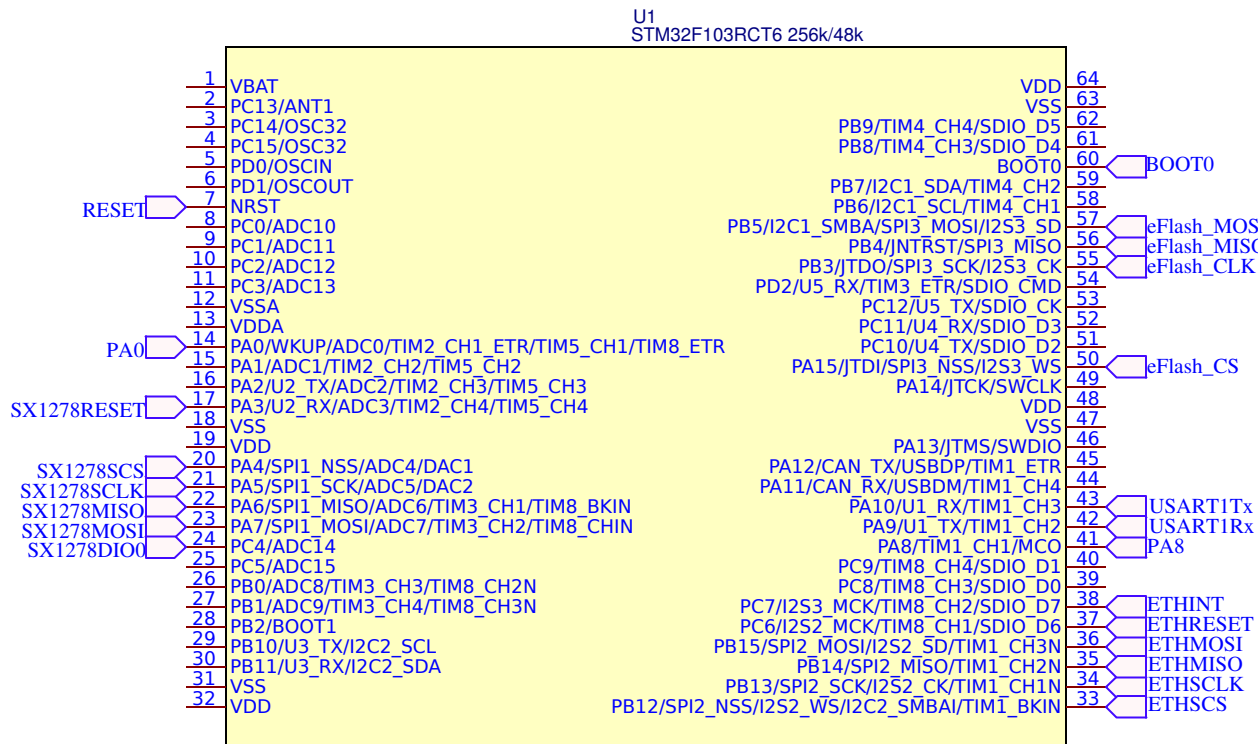 U1
STM32F103RCT6 256k/48k
1 VBAT
2 PC13/ANT1
3 PC14/OSC32
4 PC15/OSC32
5 PD0/OSCIN
6 PD1/OSCOUT
RESET 7 NRST
8 PC0/ADC10
9 PC1/ADC11
10 PC2/ADC12
11 PC3/ADC13
12 VSSA
13 VDDA
PA0 14 PA0/WKUP/ADC0/TIM2_CH1_ETR/TIM5_CH1/TIM8_ETR
15 PA1/ADC1/TIM2_CH2/TIM5_CH2
16 PA2/U2_TX/ADC2/TIM2_CH3/TIM5_CH3
SX1278RESET 17 PA3/U2_RX/ADC3/TIM2_CH4/TIM5_CH4
18 VSS
19 VDD
SX1278SCS 20 PA4/SPI1_NSS/ADC4/DAC1
SX1278SCLK 21 PA5/SPI1_SCK/ADC5/DAC2
SX1278MISO 22 PA6/SPI1_MISO/ADC6/TIM3_CH1/TIM8_BKIN
SX1278MOSI 23 PA7/SPI1_MOSI/ADC7/TIM3_CH2/TIM8_CHIN
SX1278DIO0 24 PC4/ADC14
25 PC5/ADC15
26 PB0/ADC8/TIM3_CH3/TIM8_CH2N
27 PB1/ADC9/TIM3_CH4/TIM8_CH3N
28 PB2/BOOT1
29 PB10/U3_TX/I2C2_SCL
30 PB11/U3_RX/I2C2_SDA
31 VSS
32 VDD
VDD 64
VSS 63
PB9/TIM4_CH4/SDIO_D5 62
PB8/TIM4_CH3/SDIO_D4 61
BOOT0 60 BOOT0
PB7/I2C1_SDA/TIM4_CH2 59
PB6/I2C1_SCL/TIM4_CH1 58
PB5/I2C1_SMBA/SPI3_MOSI/I2S3_SD 57 eFlash_MOS
PB4/JNTRST/SPI3_MISO 56 eFlash_MISO
PB3/JTDO/SPI3_SCK/I2S3_CK 55 eFlash_CLK
PD2/U5_RX/TIM3_ETR/SDIO_CMD 54
PC12/U5_TX/SDIO_CK 53
PC11/U4_RX/SDIO_D3 52
PC10/U4_TX/SDIO_D2 51
PA15/JTDI/SPI3_NSS/I2S3_WS 50 eFlash_CS
PA14/JTCK/SWCLK 49
VDD 48
VSS 47
PA13/JTMS/SWDIO 46
PA12/CAN_TX/USBDP/TIM1_ETR 45
PA11/CAN_RX/USBDM/TIM1_CH4 44
PA10/U1_RX/TIM1_CH3 43 USART1Tx
PA9/U1_TX/TIM1_CH2 42 USART1Rx
PA8/TIM1_CH1/MCO 41 PA8
PC9/TIM8_CH4/SDIO_D1 40
PC8/TIM8_CH3/SDIO_D0 39
PC7/I2S3_MCK/TIM8_CH2/SDIO_D7 38 ETHINT
PC6/I2S2_MCK/TIM8_CH1/SDIO_D6 37 ETHRESET
PB15/SPI2_MOSI/I2S2_SD/TIM1_CH3N 36 ETHMOSI
PB14/SPI2_MISO/TIM1_CH2N 35 ETHMISO
PB13/SPI2_SCK/I2S2_CK/TIM1_CH1N 34 ETHSCLK
PB12/SPI2_NSS/I2S2_WS/I2C2_SMBAI/TIM1_BKIN 33 ETHSCS